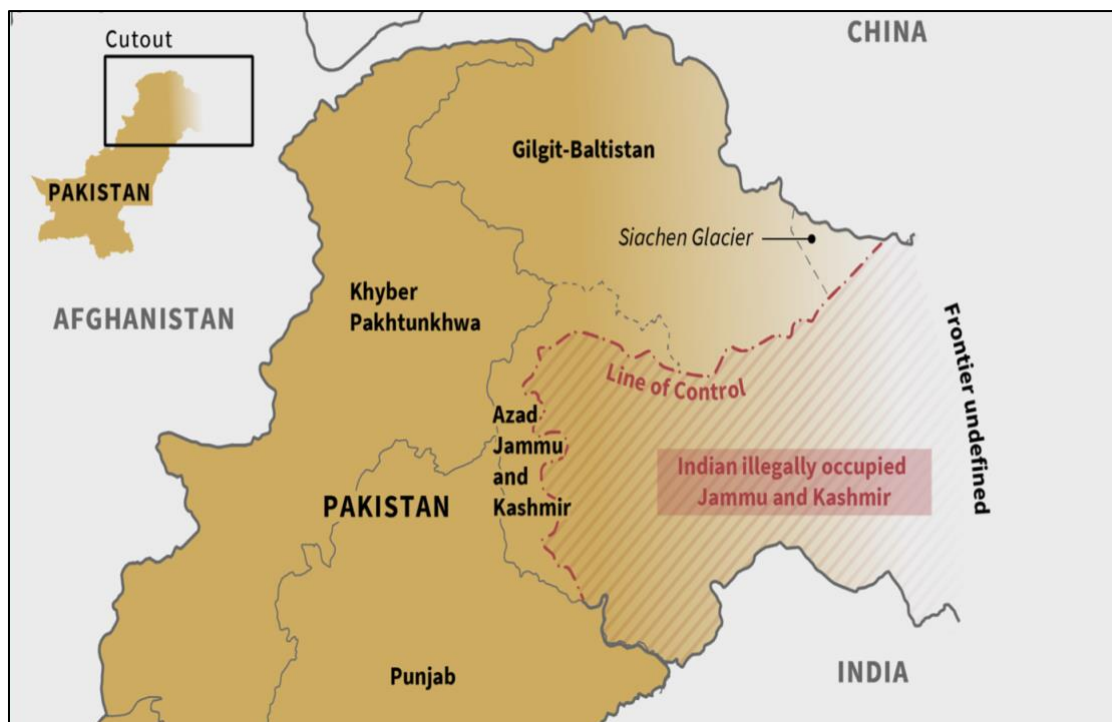 Cutout
CHINA
PAKISTAN
Gilgit-Baltistan
Siachen Glacier
AFGHANISTAN
Khyber
Pakhtunkhwa
Frontier undefined
Line of Control
Azad
Jammu
and
Kashmir
Indian illegally occupied
Jammu and Kashmir
PAKISTAN
Punjab
INDIA